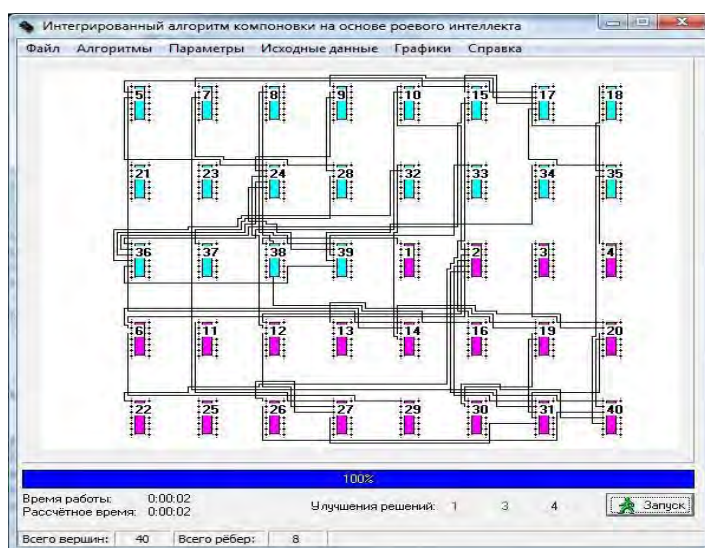 Интегрированный алгоритм компоновки на основе роевого интеллекта
Файл Алгоритмы Параметры Исходные данные Графики Справка
5 7 8 9 10 15 17 18
21 23 24 28 32 33 34 35
36 37 38 39 1 2 3 4
6 11 12 13 14 16 19 20
22 25 26 27 29 30 31 40
100%
Время работы: 0:00:02
Рассчётное время: 0:00:02
Улучшения решений: 1 3 4
Запуск
Всего вершин: 40 Всего рёбер: 8